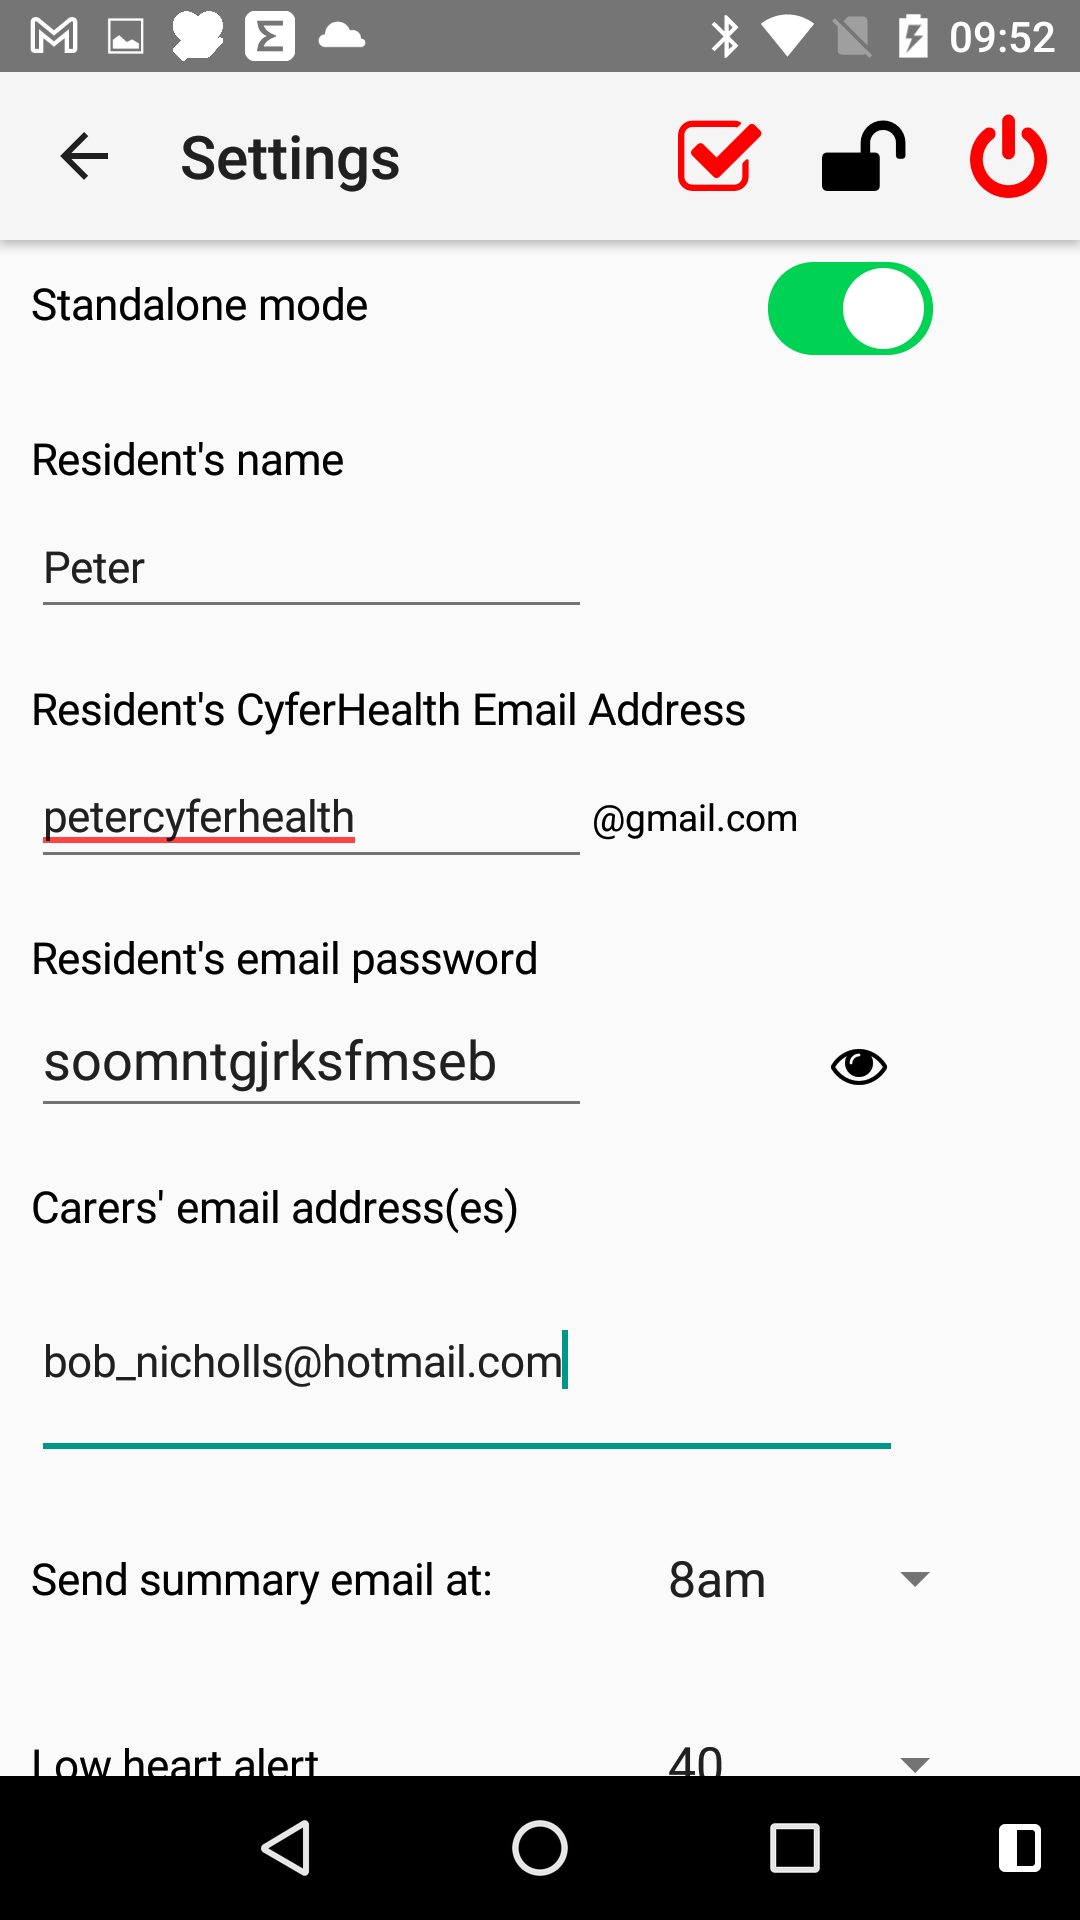 09:52
Settings
Standalone mode
Resident's name
Peter
Resident's CyferHealth Email Address
petercyferhealth @gmail.com
Resident's email password
soomntgjrksfmseb
Carers' email address(es)
bob_nicholls@hotmail.com
Send summary email at: 8am
Low heart alert 40